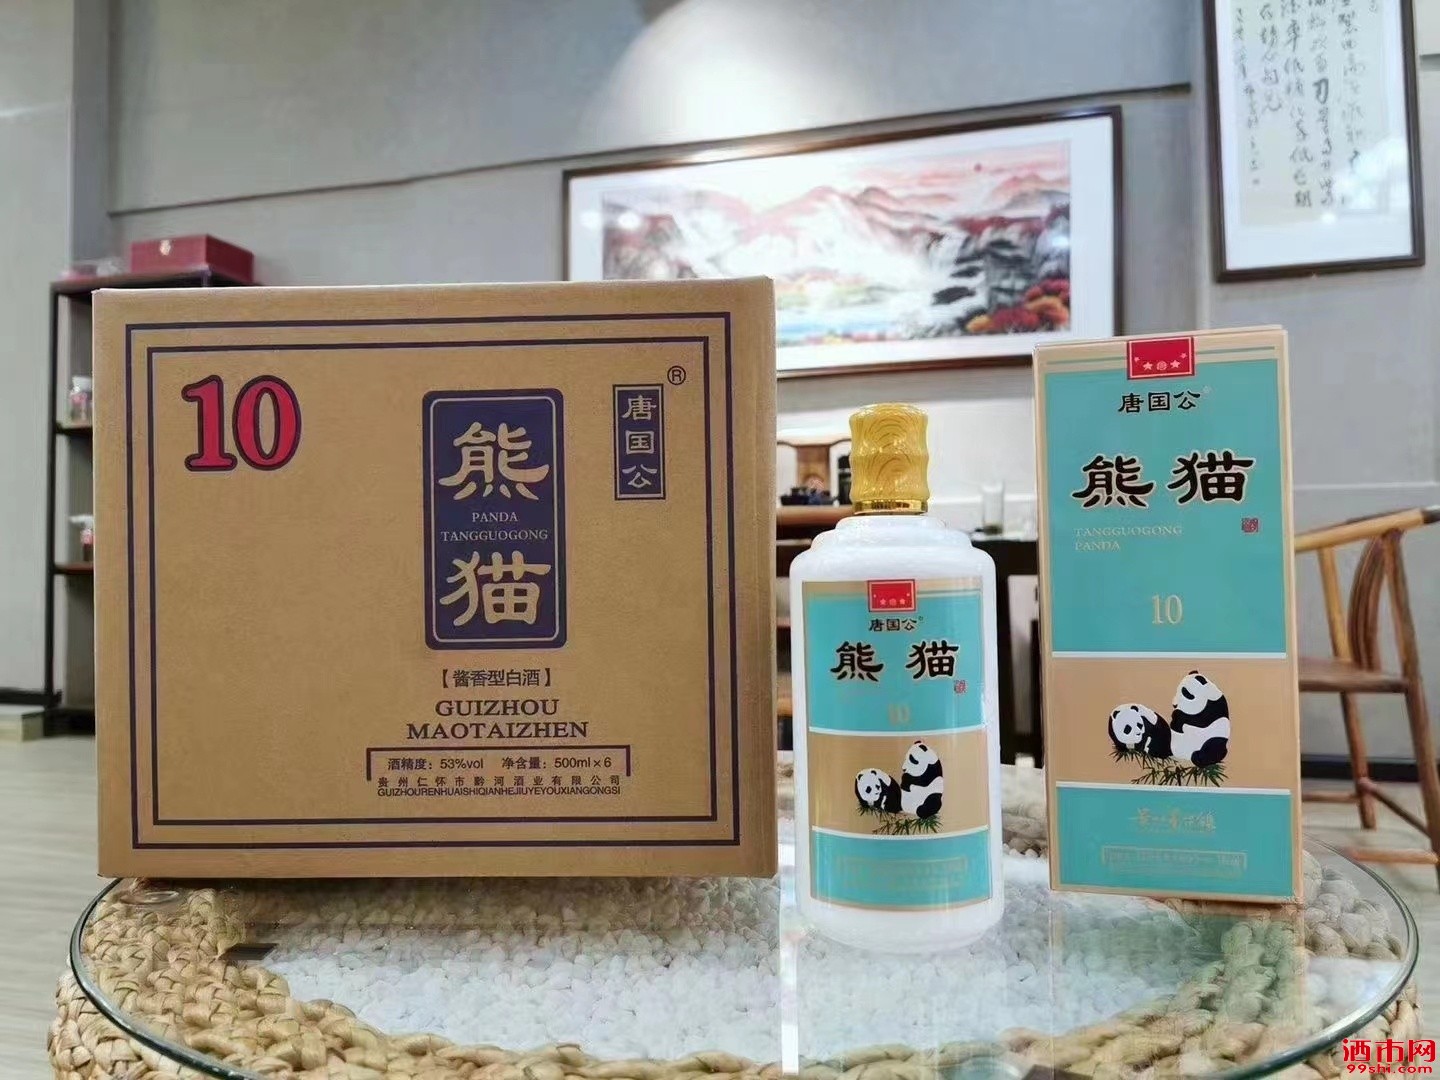 10
熊
PANDA
TANGGUOGONG
猫
唐国公
®
【酱香型白酒】
GUIZHOU
MAOTAIZHEN
酒精度：53%vol 净含量：500ml×6
贵州仁怀市黔河酒业有限公司
GUIZHOURENHUAISHIQIANHEJIUYEYOUXIANGONGSI
唐国公
熊猫
10
唐国公
熊猫
TANGGUOGONG
PANDA
10
酒市网
99shi.com